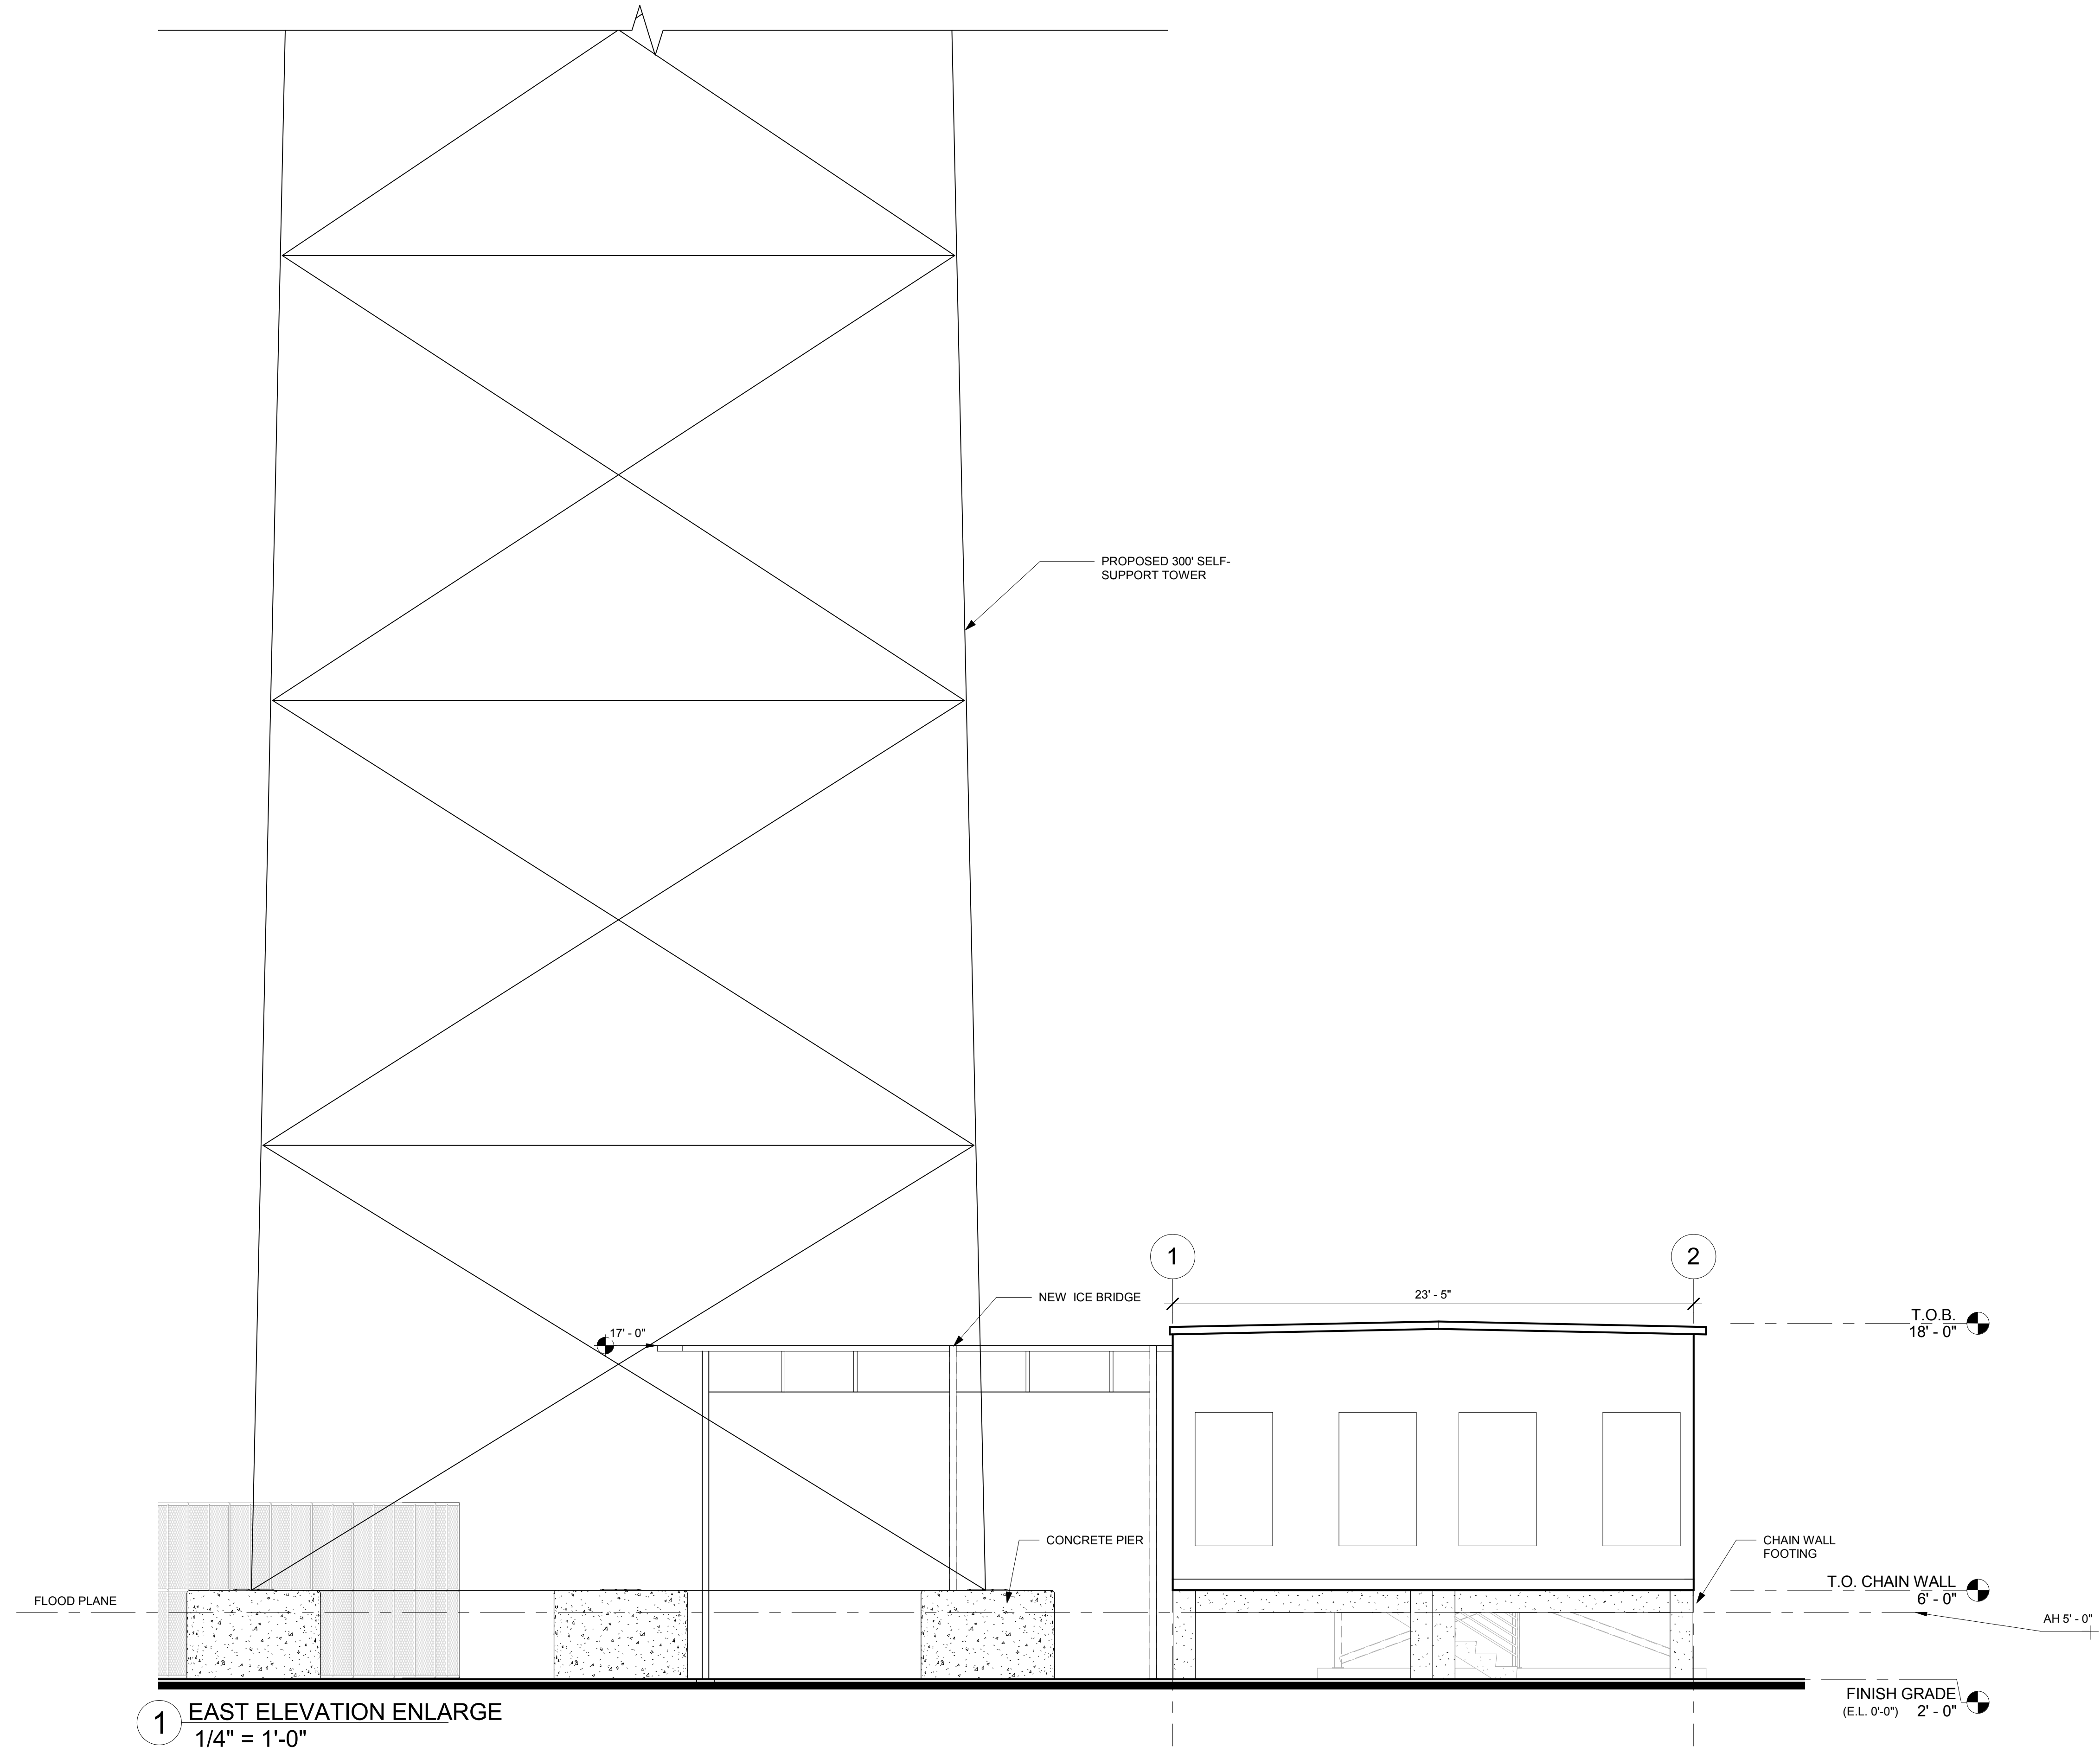 PROPOSED 300' SELF-
SUPPORT TOWER
1
2
NEW  ICE BRIDGE
23' - 5"
T.O.B.
18' - 0"
17' - 0"
CONCRETE PIER
CHAIN WALL
FOOTING
T.O. CHAIN WALL
6' - 0"
FLOOD PLANE
AH 5' - 0"
FINISH GRADE
(E.L. 0'-0") 2' - 0"
1 EAST ELEVATION ENLARGE
1/4" = 1'-0"